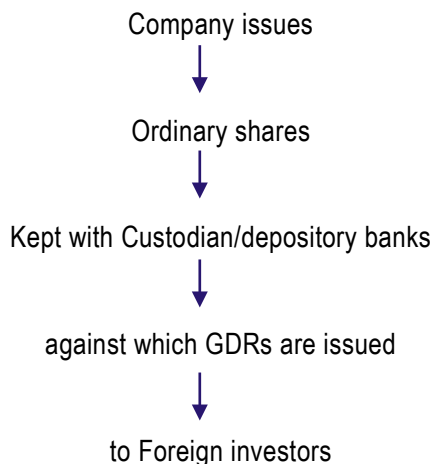 Company issues
Ordinary shares
Kept with Custodian/depository banks
against which GDRs are issued
to Foreign investors